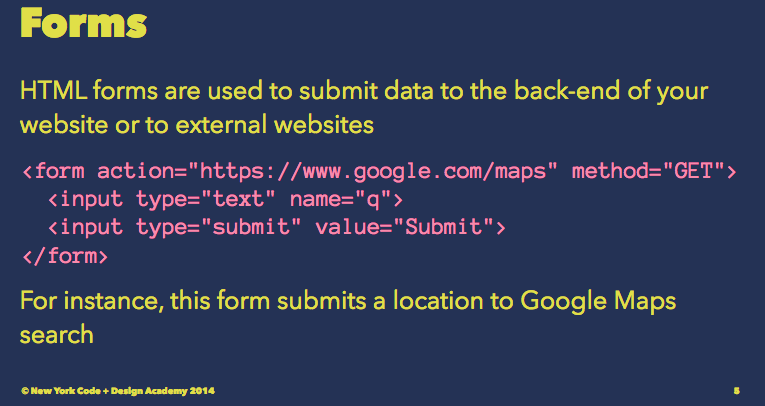 Forms
HTML forms are used to submit data to the back-end of your
website or to external websites
<form action="https://www.google.com/maps" method="GET">
  <input type="text" name="q">
  <input type="submit" value="Submit">
</form>
For instance, this form submits a location to Google Maps
search
© New York Code + Design Academy 2014
5